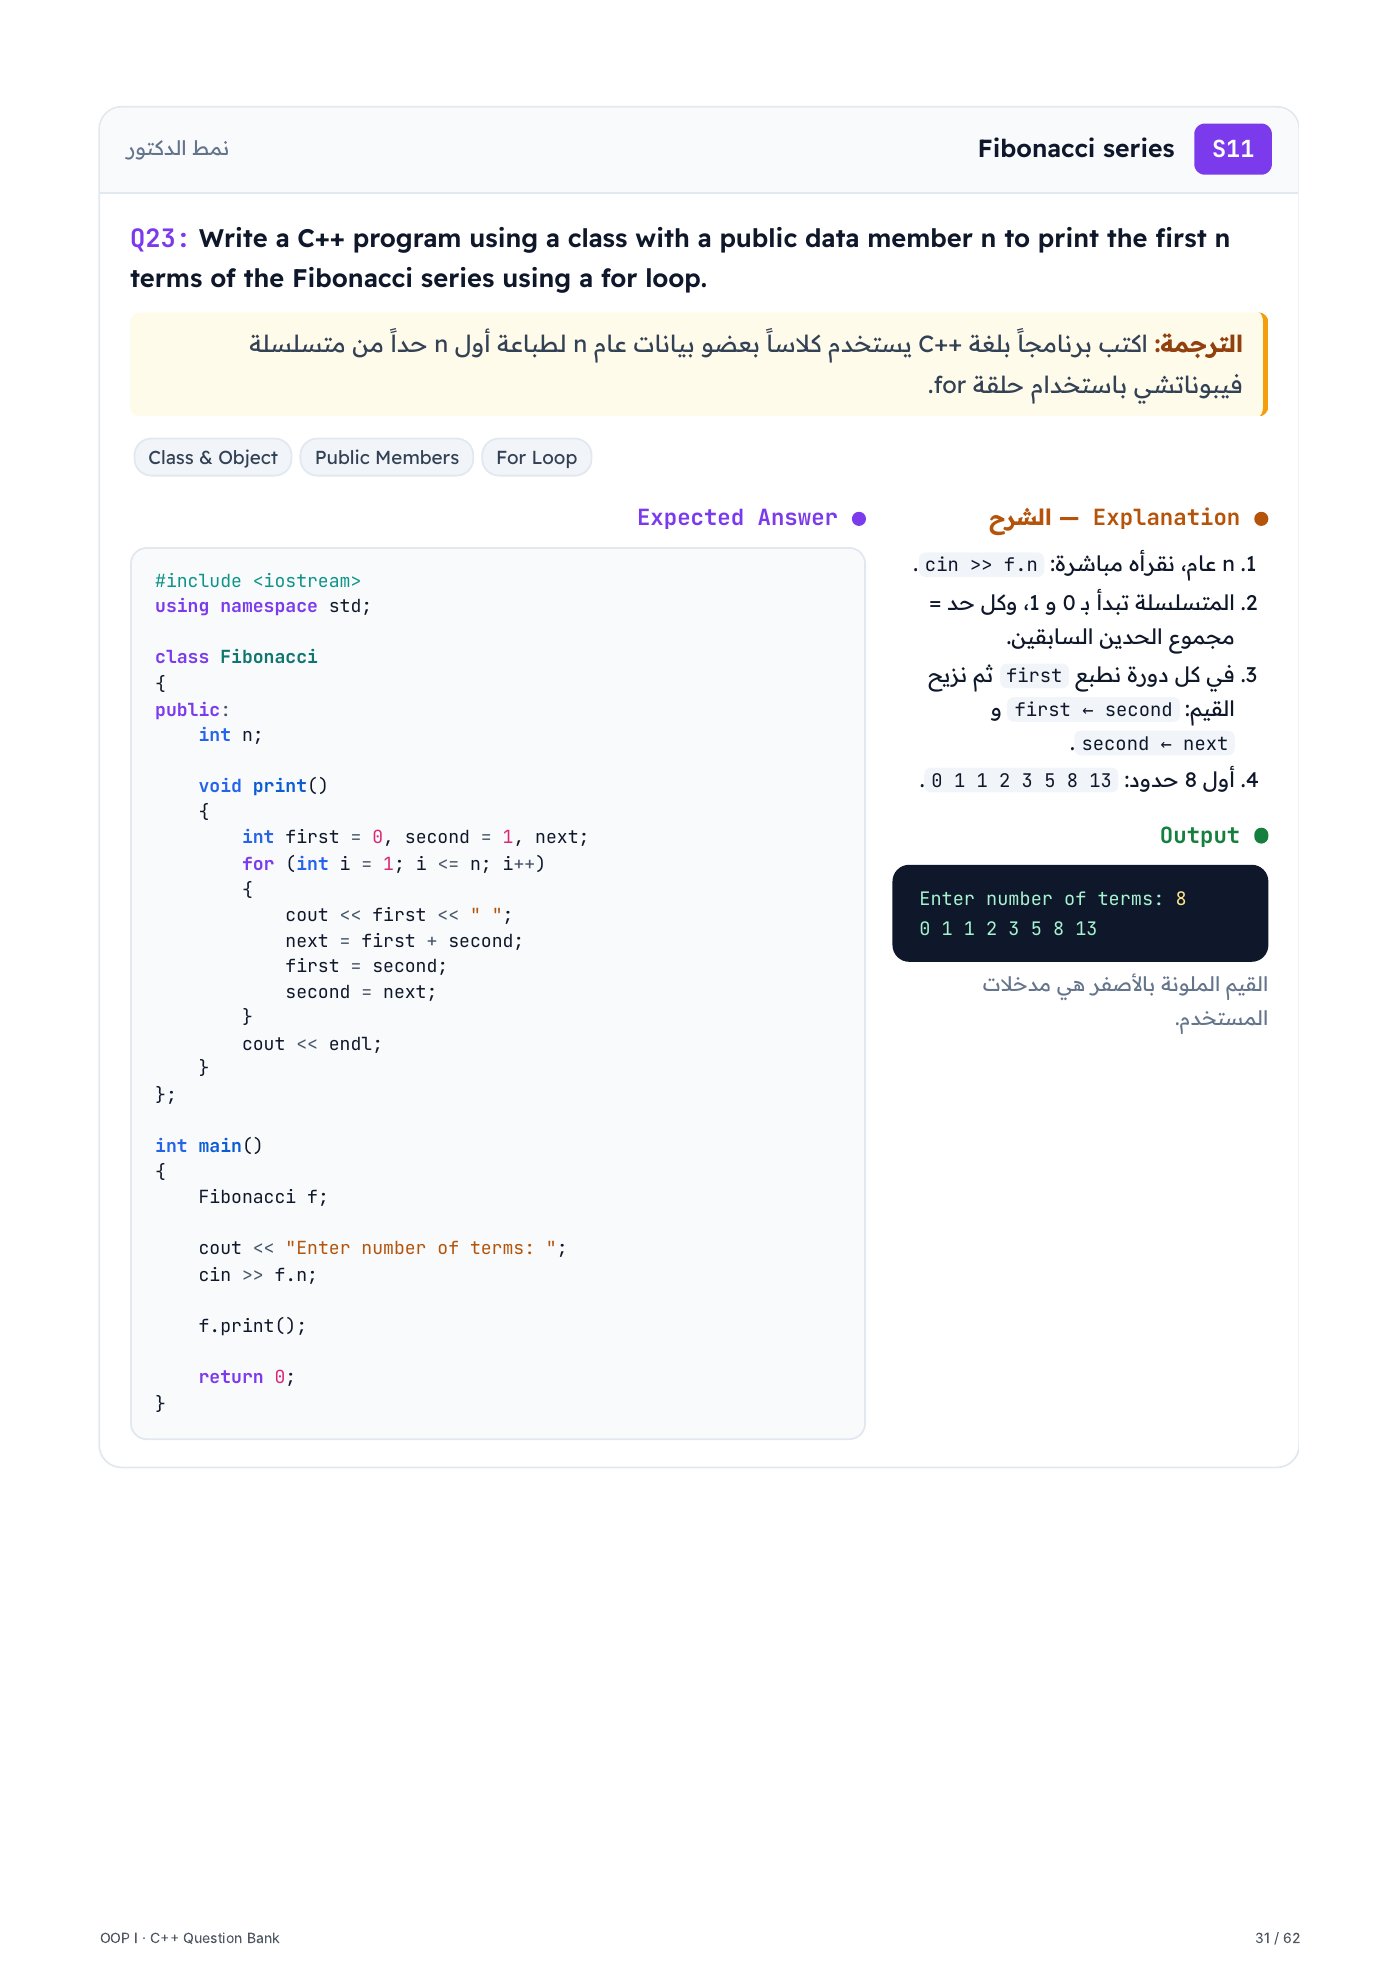 S11 Fibonacci series
نمط الدكتور
Q23: Write a C++ program using a class with a public data member n to print the first n
terms of the Fibonacci series using a for loop.
الترجمة: اكتب برنامجاً بلغة C++ يستخدم كلاساً بعضو بيانات عام n لطباعة أول n حداً من متسلسلة
فيبوناتشي باستخدام حلقة for.
Class & Object
Public Members
For Loop
Expected Answer
#include <iostream>
using namespace std;
class Fibonacci
{
public:
    int n;
    void print()
    {
        int first = 0, second = 1, next;
        for (int i = 1; i <= n; i++)
        {
            cout << first << " ";
            next = first + second;
            first = second;
            second = next;
        }
        cout << endl;
    }
};
int main()
{
    Fibonacci f;
    cout << "Enter number of terms: ";
    cin >> f.n;
    f.print();
    return 0;
}
Explanation — الشرح
1. n عام، نقرأه مباشرة: cin >> f.n.
2. المتسلسلة تبدأ بـ 0 و 1، وكل حد =
مجموع الحدين السابقين.
3. في كل دورة نطبع first ثم نزيح
القيم: first ← second و
second ← next.
4. أول 8 حدود: 0 1 1 2 3 5 8 13.
Output
Enter number of terms: 8
0 1 1 2 3 5 8 13
القيم الملونة بالأصفر هي مدخلات
المستخدم.
OOP I · C++ Question Bank
31 / 62